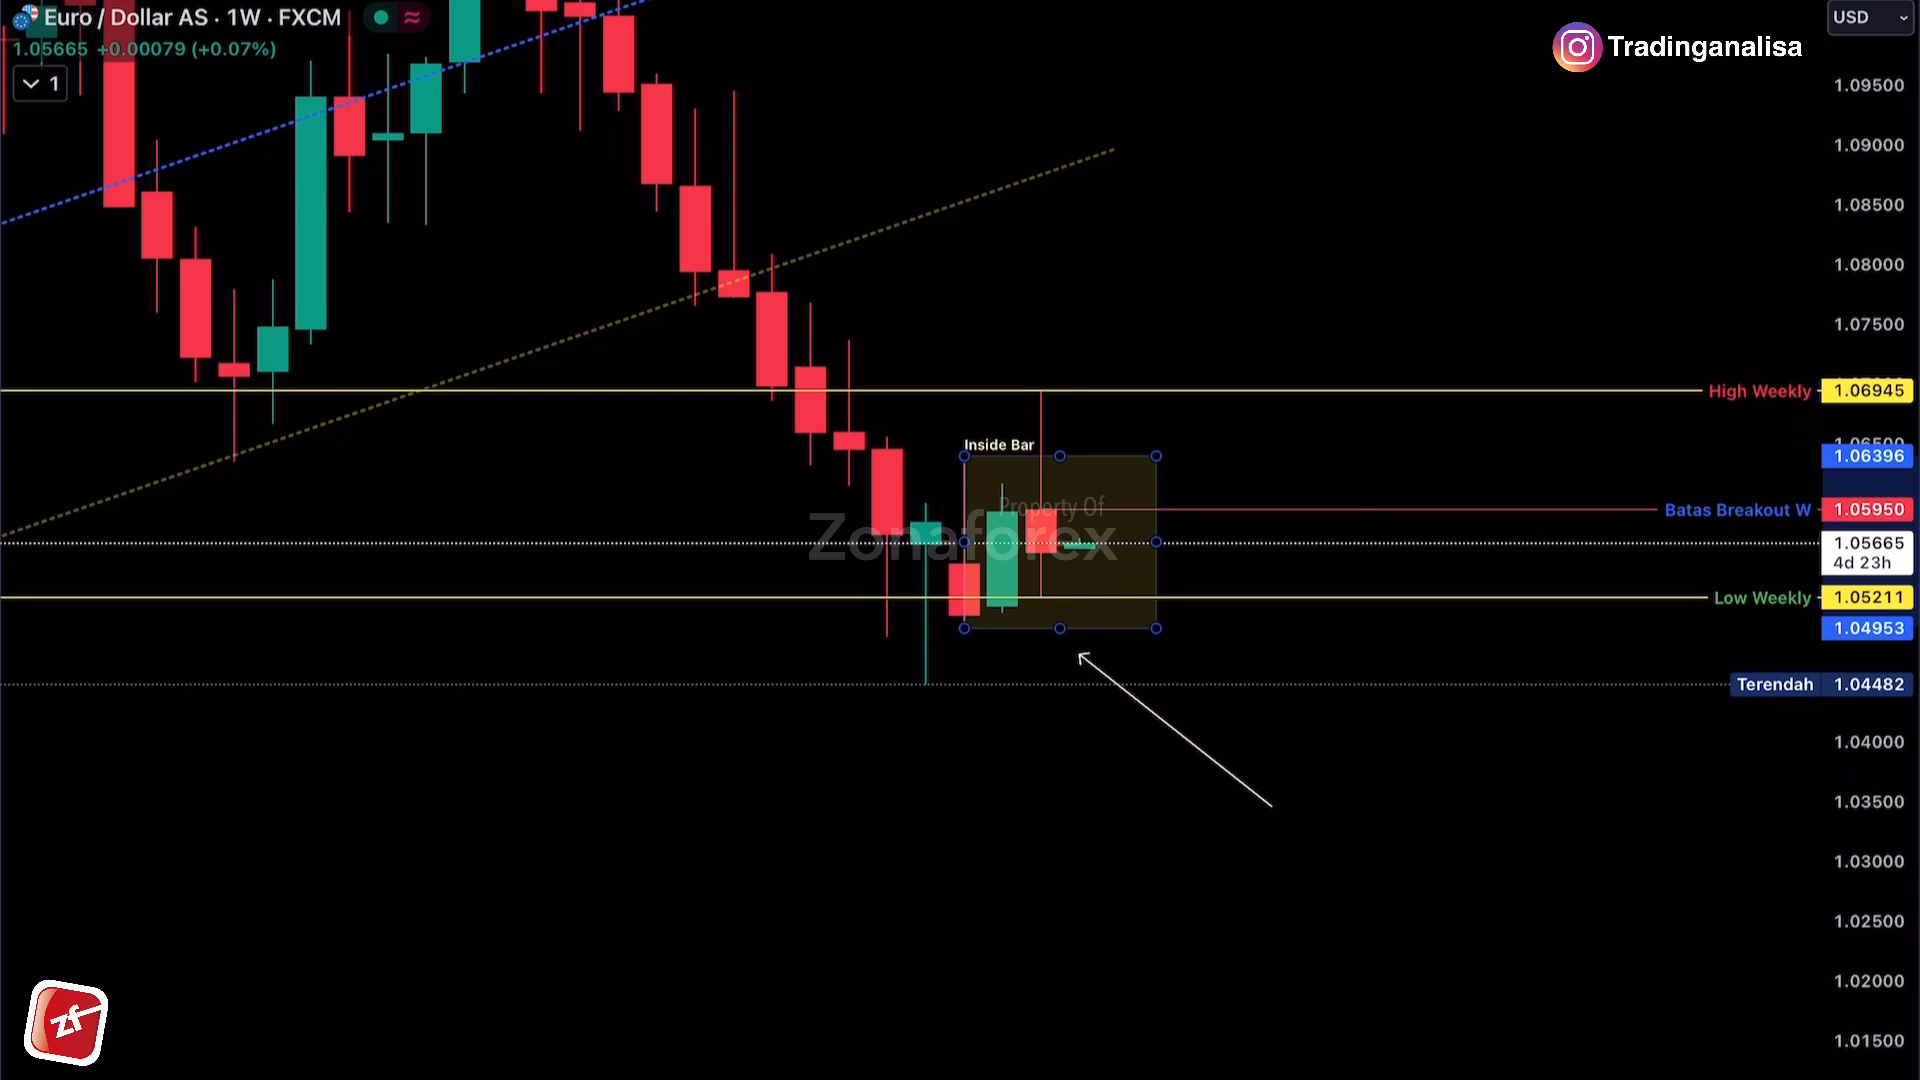 Euro / Dollar AS · 1W · FXCM
1.05665 +0.00079 (+0.07%)
1
USD
Tradinganalisa
1.09500
1.09000
1.08500
1.08000
1.07500
High Weekly 1.06945
Inside Bar
1.06500
1.06396
Property Of
Zonaforex
Batas Breakout W 1.05950
1.05665
4d 23h
Low Weekly 1.05211
1.04953
Terendah 1.04482
1.04000
1.03500
1.03000
1.02500
1.02000
1.01500
zf